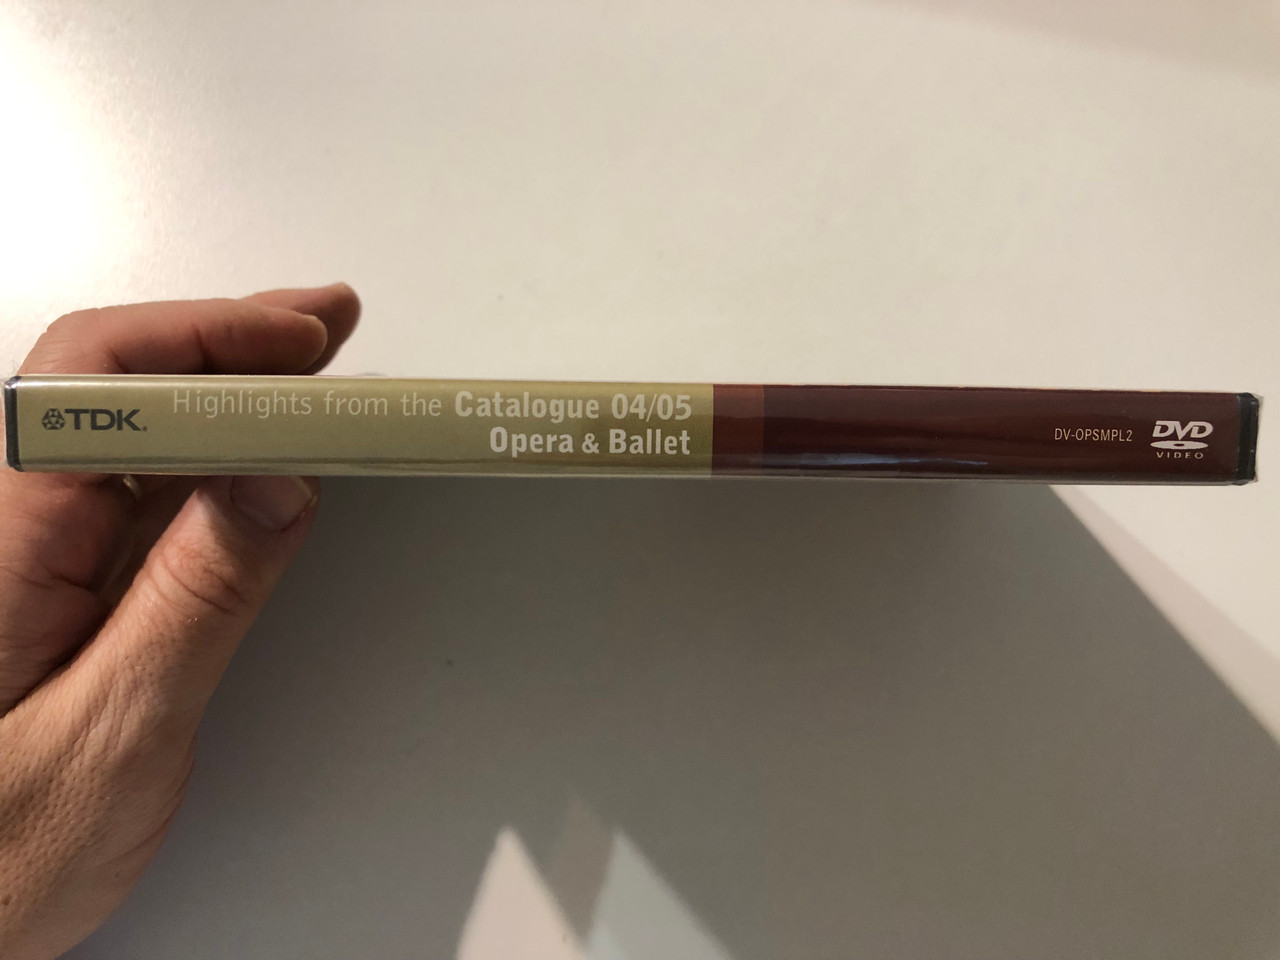 TDK.
Highlights from the Catalogue 04/05
Opera & Ballet
DV-OPSMPL2
DVD
VIDEO